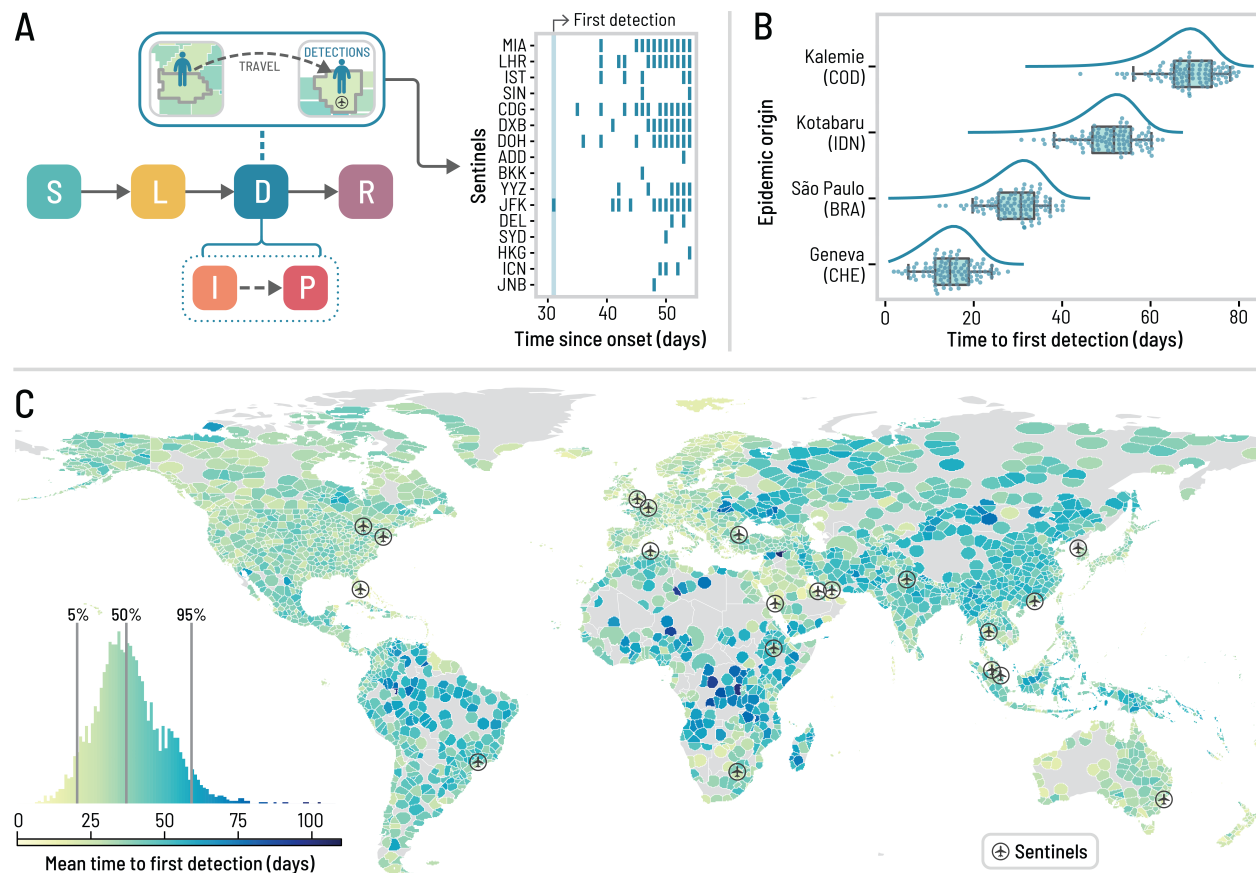 A
DETECTIONS
TRAVEL
S
L
D
R
I
P
First detection
Sentinels
MIA
LHR
IST
SIN
CDG
DXB
DOH
ADD
BKK
YYZ
JFK
DEL
SYD
HKG
ICN
JNB
30 40 50
Time since onset (days)
B
Epidemic origin
Kalemie
(COD)
Kotabaru
(IDN)
São Paulo
(BRA)
Geneva
(CHE)
0 20 40 60 80
Time to first detection (days)
C
5% 50% 95%
0 25 50 75 100
Mean time to first detection (days)
Sentinels